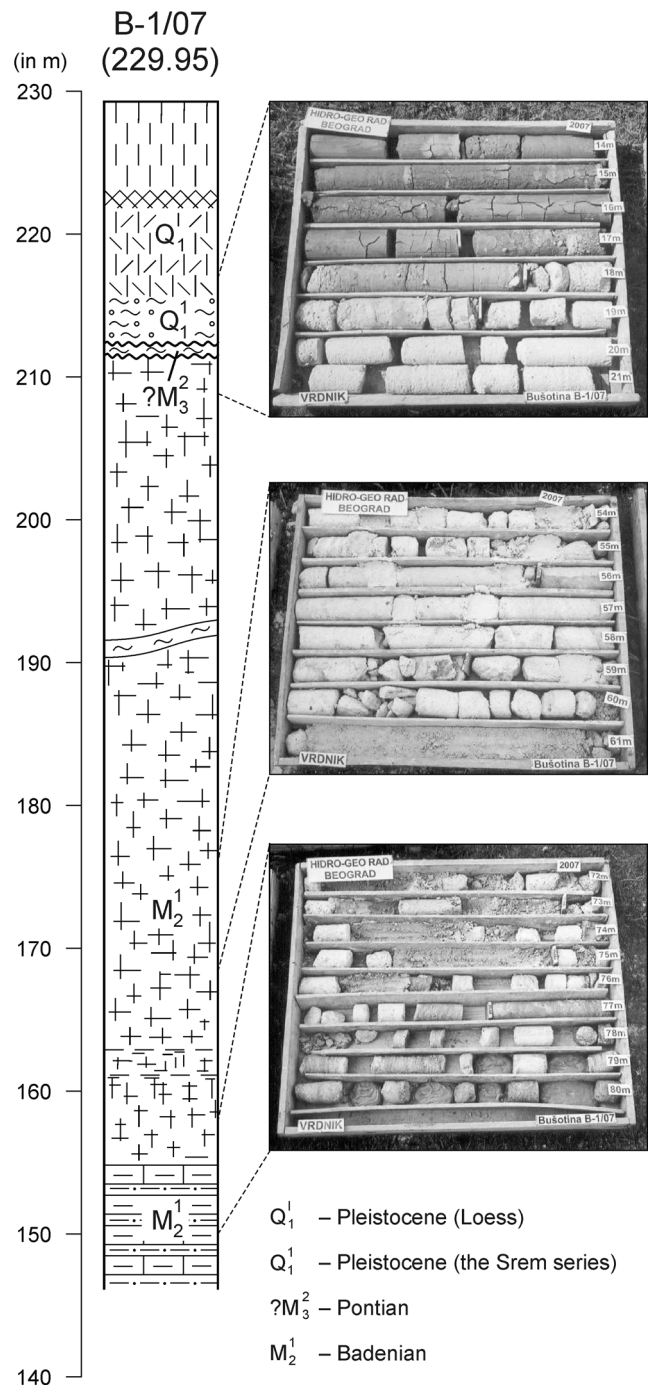 B-1/07
(229.95)
(in m)
230
220
210
200
190
180
170
160
150
140
Q₁ˡ
Q₁¹
?M₃²
M₂¹
M₂¹
HIDRO-GEO RAD
BEOGRAD
2007
14m
15m
16m
17m
18m
19m
20m
21m
VRDNIK
Bušotina B-1/07
HIDRO-GEO RAD
BEOGRAD
2007
54m
55m
56m
57m
58m
59m
60m
61m
VRDNIK
Bušotina B-1/07
HIDRO-GEO RAD
BEOGRAD
2007
72m
73m
74m
75m
76m
77m
78m
79m
80m
VRDNIK
Bušotina B-1/07
Q₁ˡ – Pleistocene (Loess)
Q₁¹ – Pleistocene (the Srem series)
?M₃² – Pontian
M₂¹ – Badenian